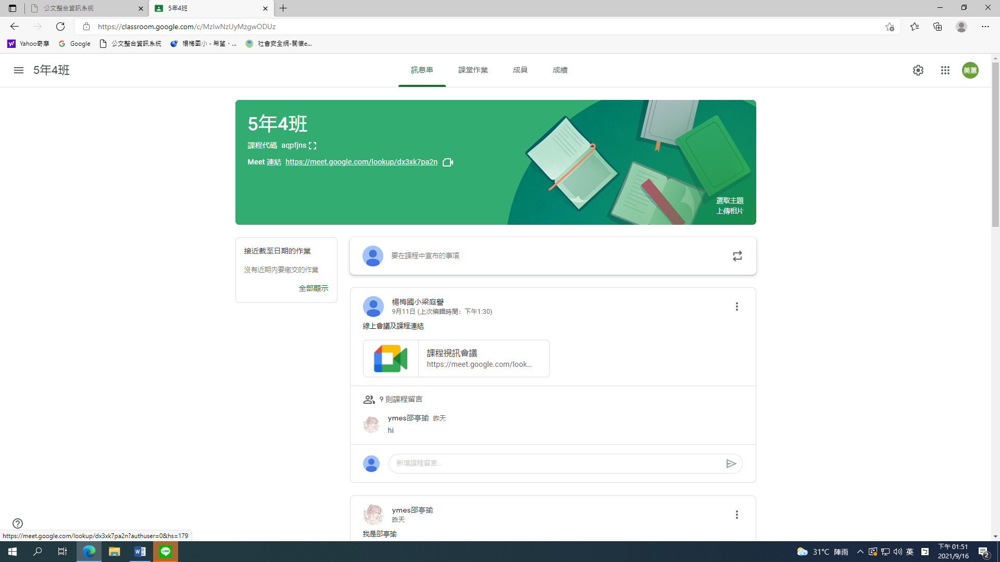 公文整合資訊系統
5年4班
https://classroom.google.com/c/MzIwNzUyMzgwODUz
Yahoo奇摩
Google
公文整合資訊系統
楊梅國小 - 希望、...
社會安全網-關懷e...
5年4班
訊息串
課堂作業
成員
成績
美蕙
5年4班
課程代碼 aqpfjns
Meet 連結 https://meet.google.com/lookup/dx3xk7pa2n
選取主題
上傳相片
接近截至日期的作業
沒有近期內要繳交的作業
全部顯示
要在課程中宣布的事項
楊梅國小梁庭譽
9月11日 (上次編輯時間：下午1:30)
線上會議及課程連結
課程視訊會議
https://meet.google.com/look...
9 則課程留言
ymes邵亭瑜 昨天
hi
新增課程留言...
ymes邵亭瑜
昨天
我是邵亭瑜
https://meet.google.com/lookup/dx3xk7pa2n?authuser=0&hs=179
31°C 陣雨
英
下午 01:51
2021/9/16
2